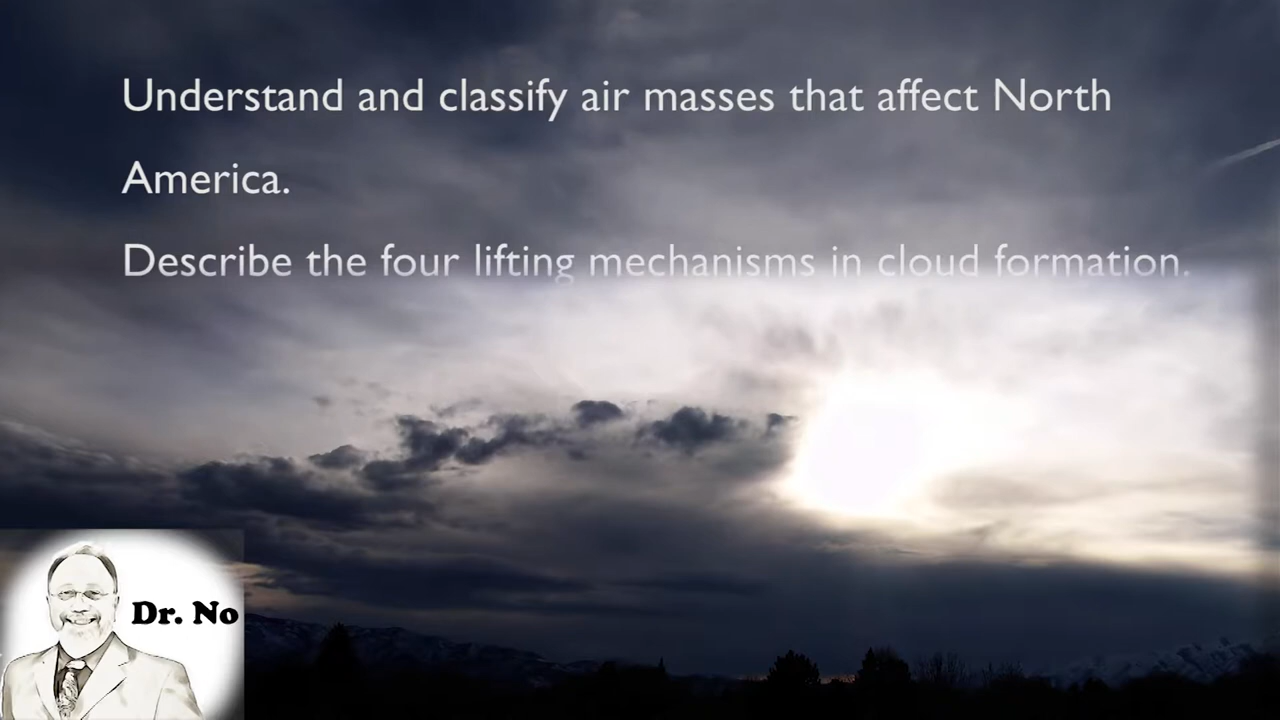 Understand and classify air masses that affect North
America.
Describe the four lifting mechanisms in cloud formation.
Dr. No